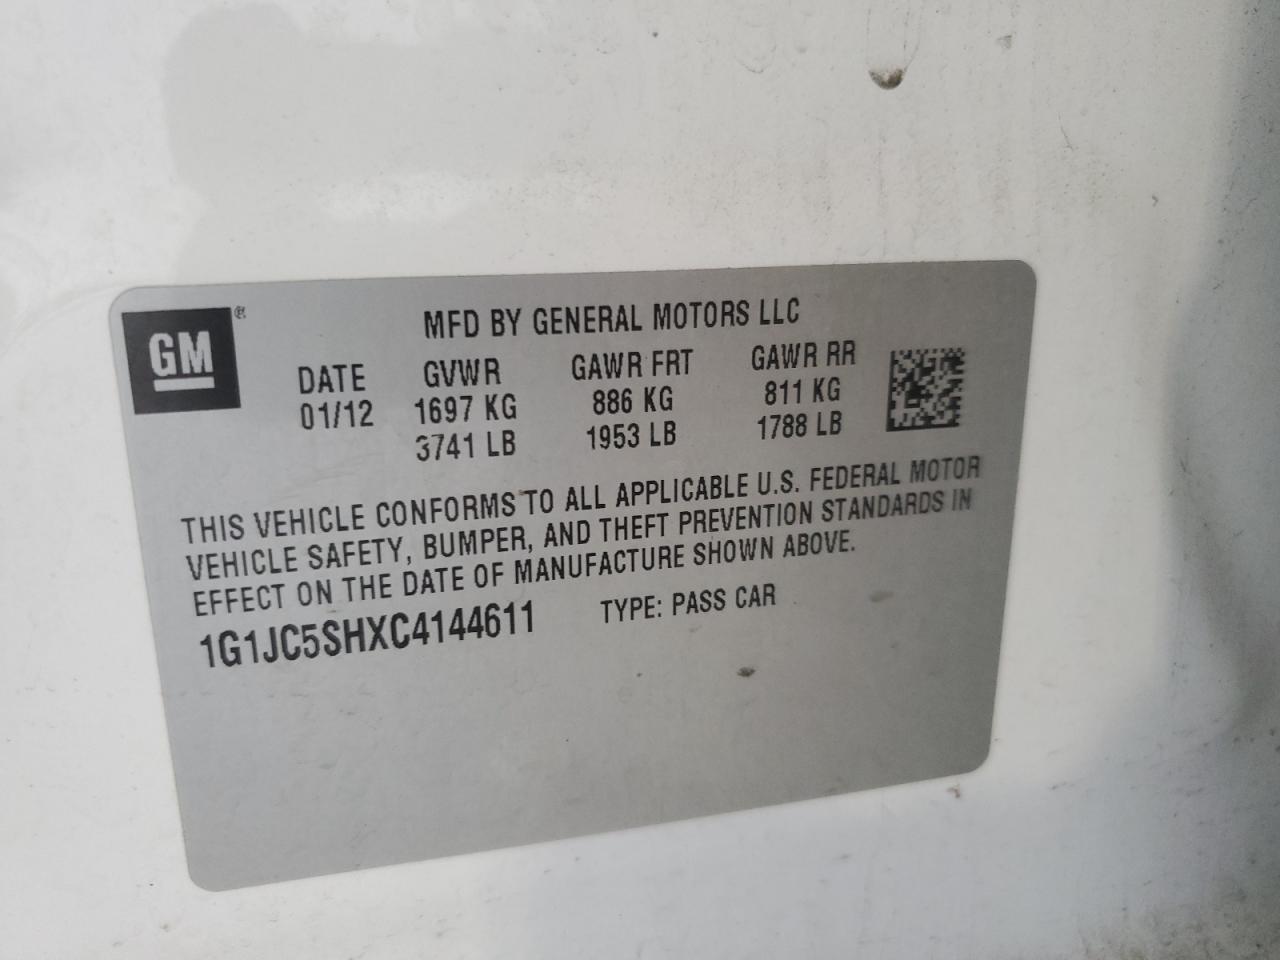 GM ®
MFD BY GENERAL MOTORS LLC
DATE GVWR GAWR FRT GAWR RR
01/12 1697 KG 886 KG 811 KG
3741 LB 1953 LB 1788 LB
THIS VEHICLE CONFORMS TO ALL APPLICABLE U.S. FEDERAL MOTOR
VEHICLE SAFETY, BUMPER, AND THEFT PREVENTION STANDARDS IN
EFFECT ON THE DATE OF MANUFACTURE SHOWN ABOVE.
1G1JC5SHXC4144611 TYPE: PASS CAR